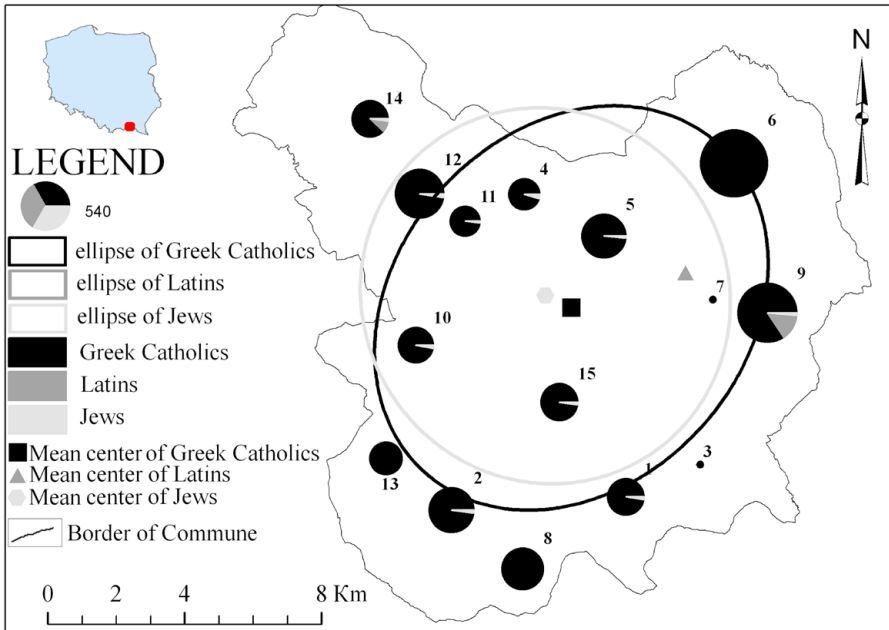 N
14
6
12
4
11
5
9
7
10
15
3
2
1
13
8
LEGEND
540
ellipse of Greek Catholics
ellipse of Latins
ellipse of Jews
Greek Catholics
Latins
Jews
Mean center of Greek Catholics
Mean center of Latins
Mean center of Jews
Border of Commune
0 2 4 8 Km